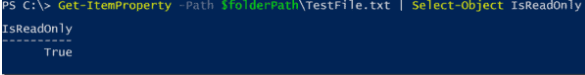 PS C:\> Get-ItemProperty -Path $folderPath\TestFile.txt | Select-Object IsReadOnly
IsReadOnly
----------
True